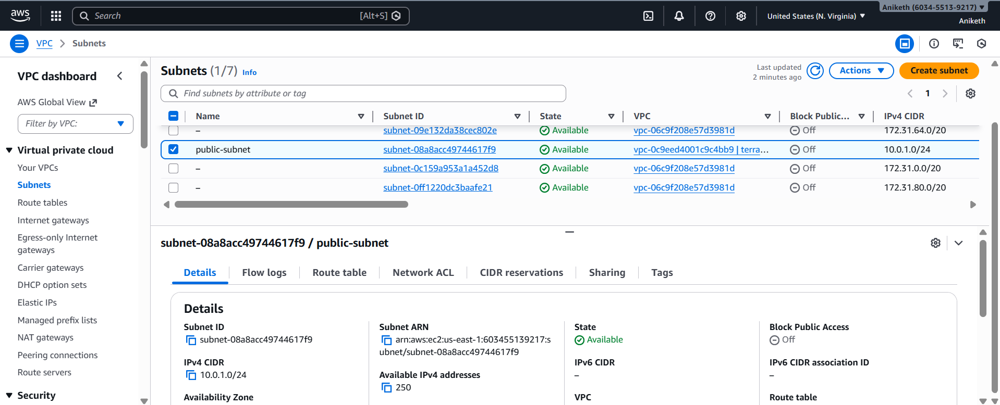 aws
Search [Alt+S]
United States (N. Virginia)
Aniketh (6034-5513-9217)
Aniketh
VPC > Subnets
VPC dashboard
AWS Global View
Filter by VPC:
Virtual private cloud
Your VPCs
Subnets
Route tables
Internet gateways
Egress-only Internet
gateways
Carrier gateways
DHCP option sets
Elastic IPs
Managed prefix lists
NAT gateways
Peering connections
Route servers
Security
Subnets (1/7) Info
Last updated
2 minutes ago
Actions
Create subnet
Find subnets by attribute or tag
1
Name Subnet ID State VPC Block Public... IPv4 CIDR
– subnet-09e132da38cec802e Available vpc-06c9f208e57d3981d Off 172.31.64.0/20
public-subnet subnet-08a8acc49744617f9 Available vpc-0c9eed4001c9c4bb9 | terra... Off 10.0.1.0/24
– subnet-0c159a953a1a452d8 Available vpc-06c9f208e57d3981d Off 172.31.0.0/20
– subnet-0ff1220dc3baafe21 Available vpc-06c9f208e57d3981d Off 172.31.80.0/20
subnet-08a8acc49744617f9 / public-subnet
Details Flow logs Route table Network ACL CIDR reservations Sharing Tags
Details
Subnet ID
subnet-08a8acc49744617f9
IPv4 CIDR
10.0.1.0/24
Availability Zone
Subnet ARN
arn:aws:ec2:us-east-1:603455139217:s
ubnet/subnet-08a8acc49744617f9
Available IPv4 addresses
250
State
Available
IPv6 CIDR
–
VPC
Block Public Access
Off
IPv6 CIDR association ID
–
Route table